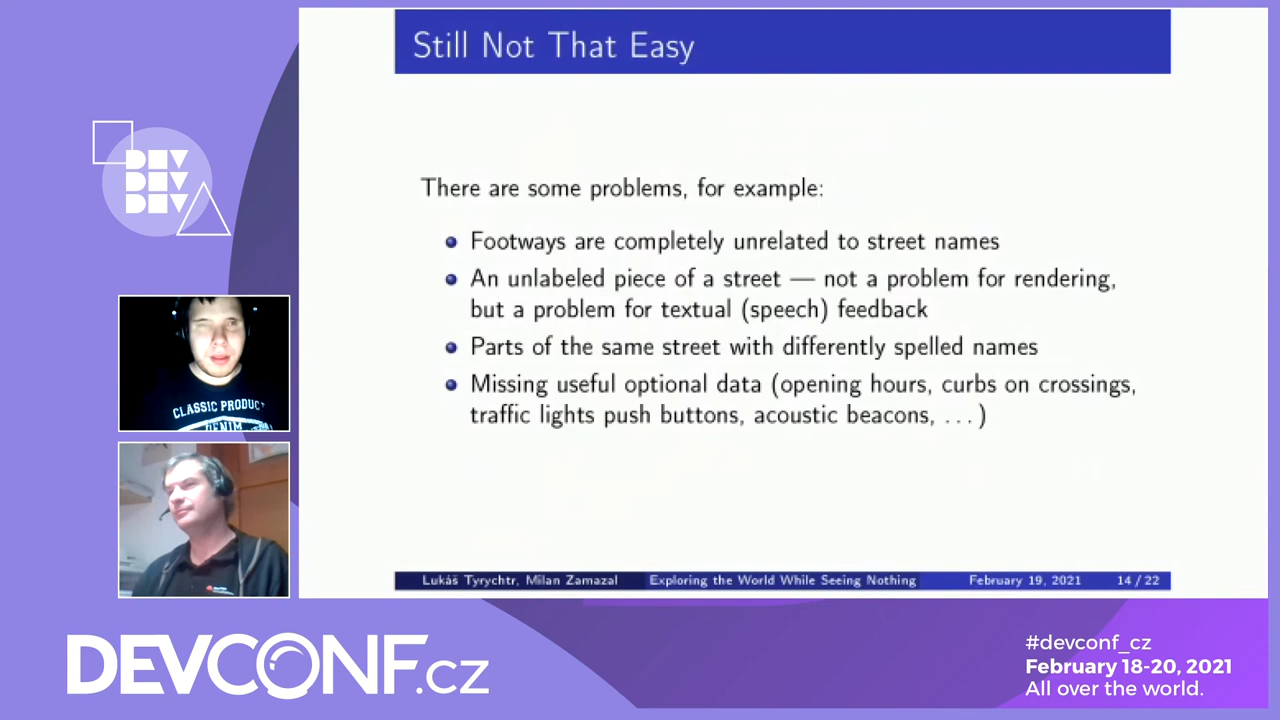 Still Not That Easy
There are some problems, for example:
Footways are completely unrelated to street names
An unlabeled piece of a street — not a problem for rendering,
but a problem for textual (speech) feedback
Parts of the same street with differently spelled names
Missing useful optional data (opening hours, curbs on crossings,
traffic lights push buttons, acoustic beacons, ...)
Lukáš Tyrychtr, Milan Zamazal Exploring the World While Seeing Nothing February 19, 2021 14 / 22
DEV
DEV
DEV
CLASSIC PRODUCT
DENIM
DEVCONF.cz
#devconf_cz
February 18-20, 2021
All over the world.